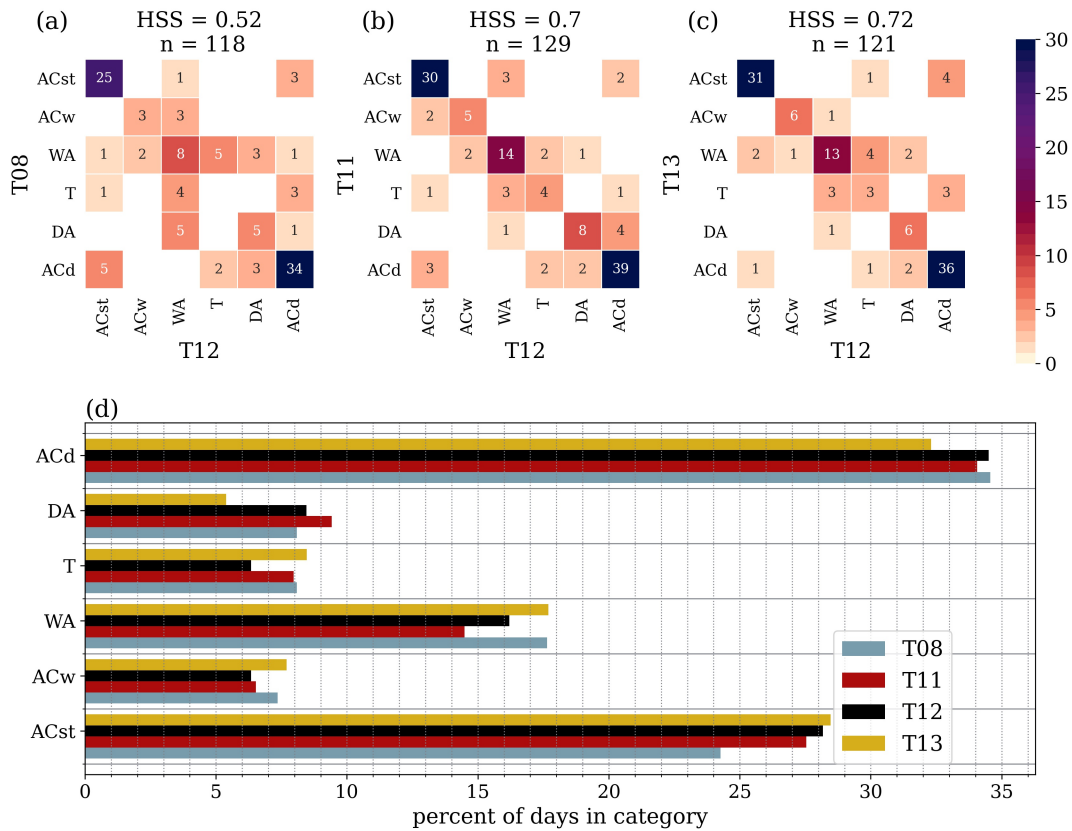 (a) HSS = 0.52 (b) HSS = 0.7 (c) HSS = 0.72
n = 118 n = 129 n = 121
T08
ACst 25 1 3
ACw 3 3
WA 1 2 8 5 3 1
T 1 4 3
DA 5 5 1
ACd 5 2 3 34
ACst ACw WA T DA ACd
T12
T11
ACst 30 3 2
ACw 2 5
WA 2 14 2 1
T 1 3 4 1
DA 1 8 4
ACd 3 2 2 39
ACst ACw WA T DA ACd
T12
T13
ACst 31 1 4
ACw 6 1
WA 2 1 13 4 2
T 3 3 3
DA 1 6
ACd 1 1 2 36
ACst ACw WA T DA ACd
T12
30
25
20
15
10
5
0
(d)
ACd
DA
T
WA
ACw
ACst
T08
T11
T12
T13
0 5 10 15 20 25 30 35
percent of days in category